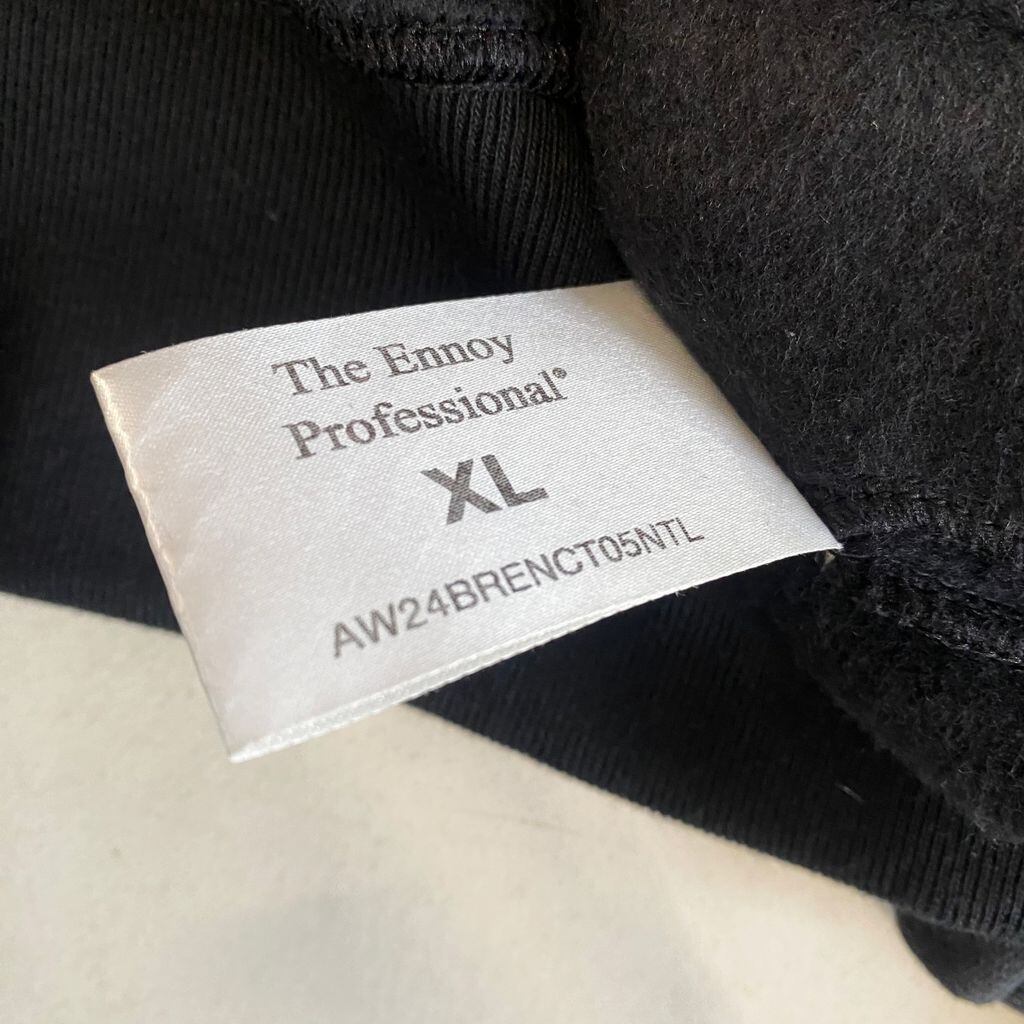 The Ennoy
Professional®
XL
AW24BRENCT05NTL